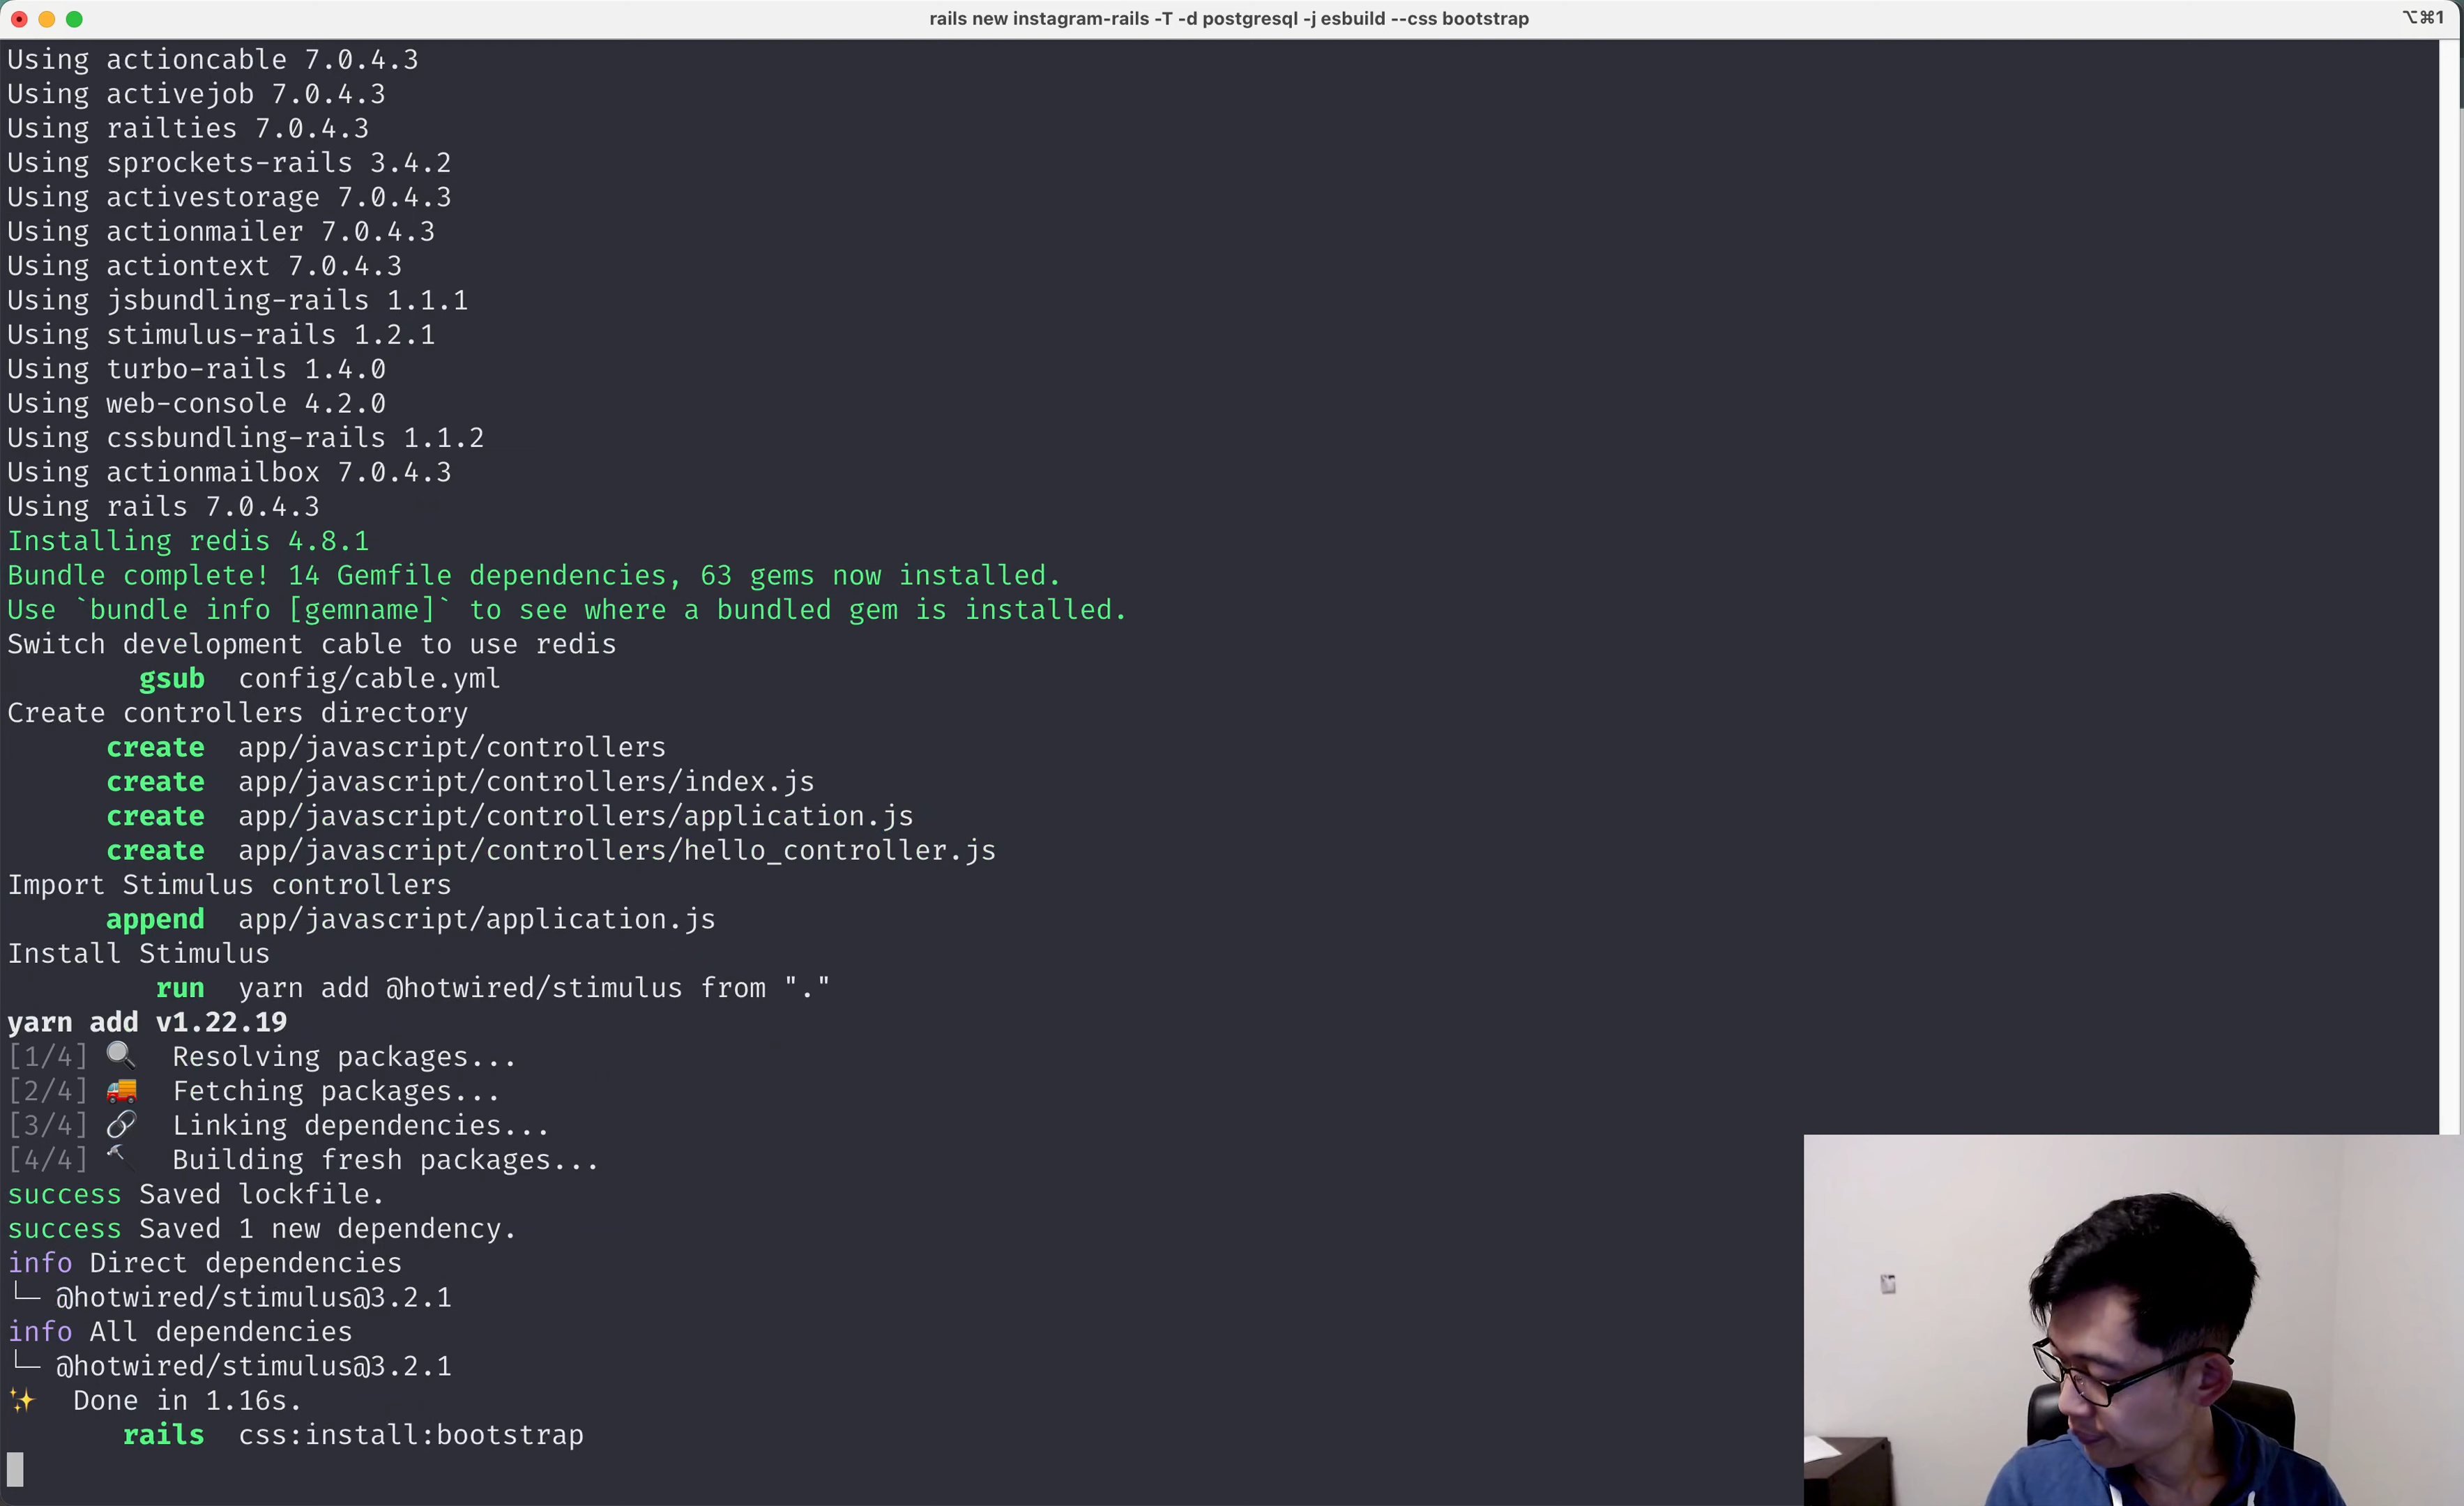 rails new instagram-rails -T -d postgresql -j esbuild --css bootstrap
⌥⌘1
Using actioncable 7.0.4.3
Using activejob 7.0.4.3
Using railties 7.0.4.3
Using sprockets-rails 3.4.2
Using activestorage 7.0.4.3
Using actionmailer 7.0.4.3
Using actiontext 7.0.4.3
Using jsbundling-rails 1.1.1
Using stimulus-rails 1.2.1
Using turbo-rails 1.4.0
Using web-console 4.2.0
Using cssbundling-rails 1.1.2
Using actionmailbox 7.0.4.3
Using rails 7.0.4.3
Installing redis 4.8.1
Bundle complete! 14 Gemfile dependencies, 63 gems now installed.
Use `bundle info [gemname]` to see where a bundled gem is installed.
Switch development cable to use redis
gsub  config/cable.yml
Create controllers directory
create  app/javascript/controllers
create  app/javascript/controllers/index.js
create  app/javascript/controllers/application.js
create  app/javascript/controllers/hello_controller.js
Import Stimulus controllers
append  app/javascript/application.js
Install Stimulus
run  yarn add @hotwired/stimulus from "."
yarn add v1.22.19
[1/4] 🔍  Resolving packages...
[2/4] 🚚  Fetching packages...
[3/4] 🔗  Linking dependencies...
[4/4] 🔨  Building fresh packages...
success Saved lockfile.
success Saved 1 new dependency.
info Direct dependencies
└─ @hotwired/stimulus@3.2.1
info All dependencies
└─ @hotwired/stimulus@3.2.1
✨  Done in 1.16s.
rails  css:install:bootstrap